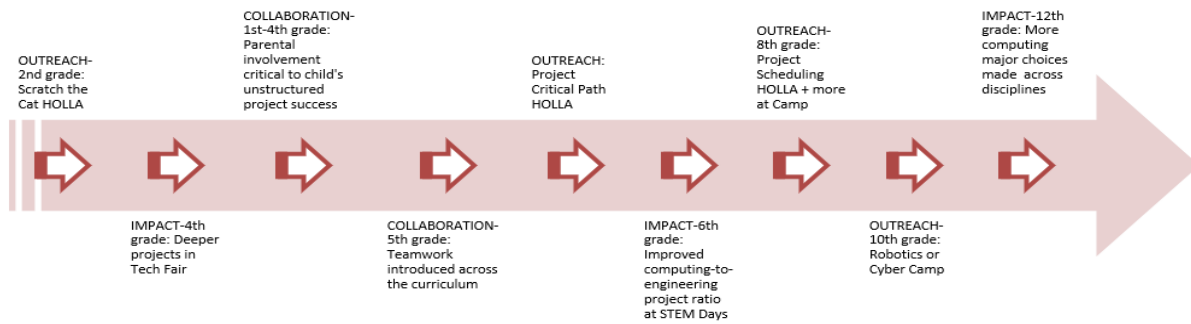 OUTREACH-
2nd grade:
Scratch the
Cat HOLLA
IMPACT-4th
grade: Deeper
projects in
Tech Fair
COLLABORATION-
1st-4th grade:
Parental
involvement
critical to child's
unstructured
project success
COLLABORATION-
5th grade:
Teamwork
introduced across
the curriculum
OUTREACH:
Project
Critical Path
HOLLA
IMPACT-6th
grade:
Improved
computing-to-
engineering
project ratio
at STEM Days
OUTREACH-
8th grade:
Project
Scheduling
HOLLA + more
at Camp
OUTREACH-
10th grade:
Robotics or
Cyber Camp
IMPACT-12th
grade: More
computing
major choices
made across
disciplines